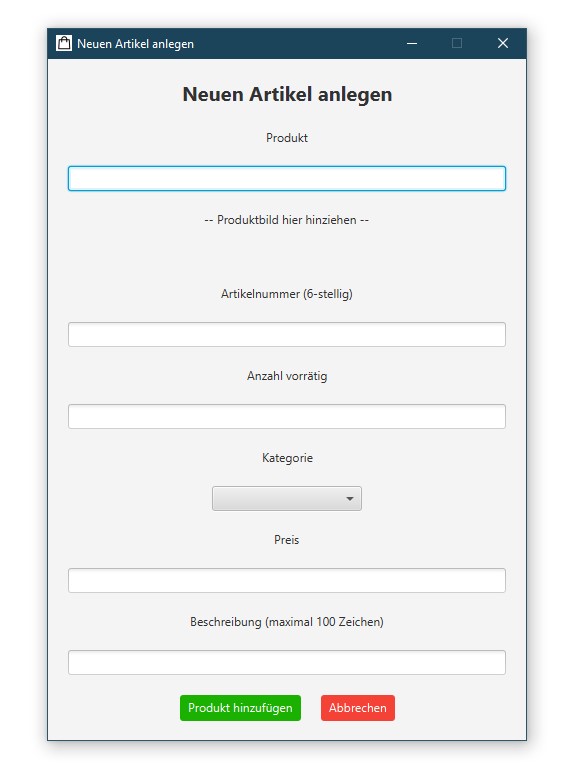 Neuen Artikel anlegen
Neuen Artikel anlegen
Produkt
-- Produktbild hier hinziehen --
Artikelnummer (6-stellig)
Anzahl vorrätig
Kategorie
Preis
Beschreibung (maximal 100 Zeichen)
Produkt hinzufügen Abbrechen